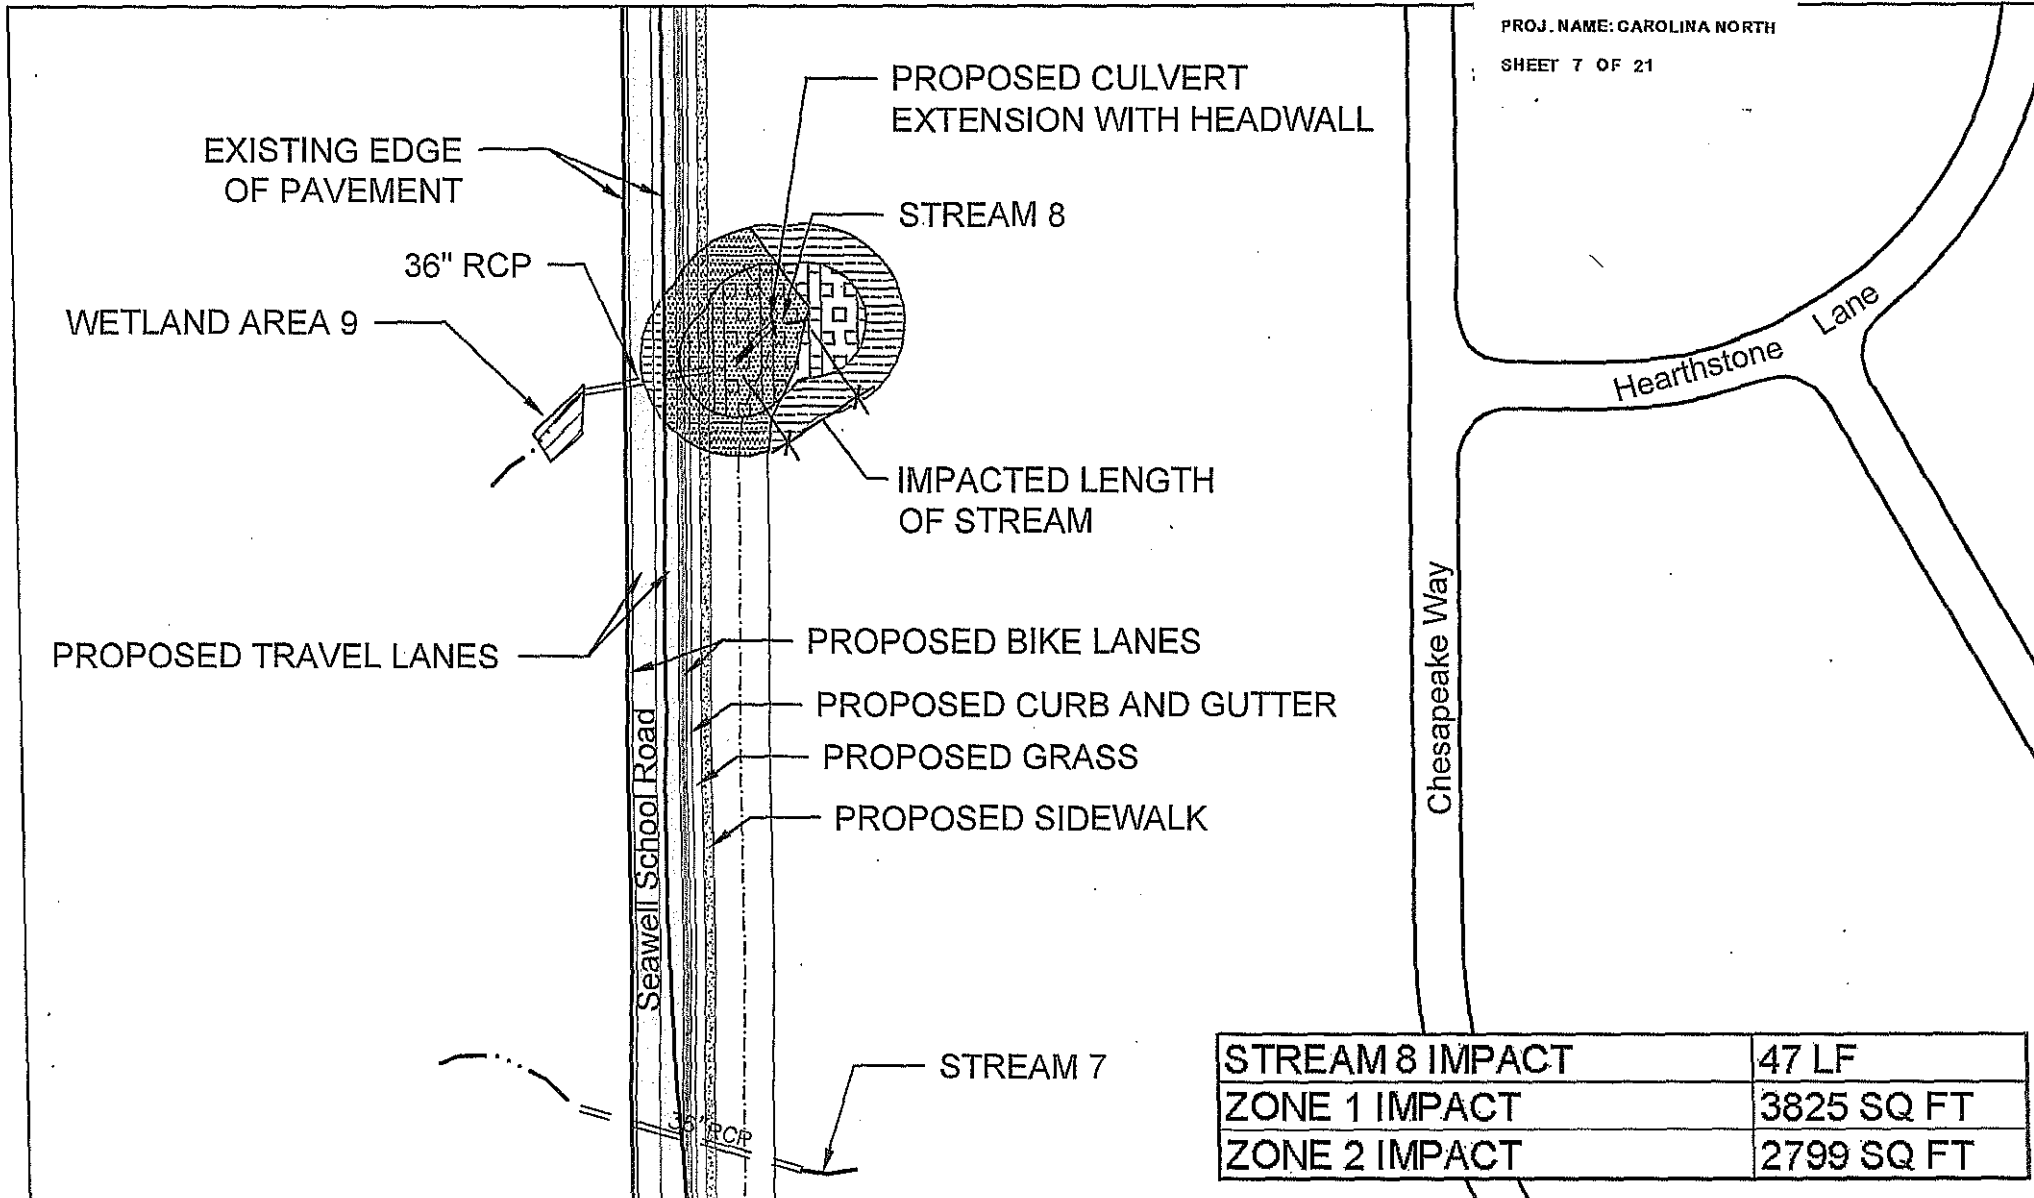 PROJ. NAME: CAROLINA NORTH
SHEET 7 OF 21
PROPOSED CULVERT
EXTENSION WITH HEADWALL
EXISTING EDGE
OF PAVEMENT
STREAM 8
36" RCP
WETLAND AREA 9
Hearthstone Lane
IMPACTED LENGTH
OF STREAM
PROPOSED TRAVEL LANES
PROPOSED BIKE LANES
Chesapeake Way
PROPOSED CURB AND GUTTER
PROPOSED GRASS
PROPOSED SIDEWALK
Seawell School Road
STREAM 7
36" RCP
STREAM 8 IMPACT 47 LF
ZONE 1 IMPACT 3825 SQ FT
ZONE 2 IMPACT 2799 SQ FT